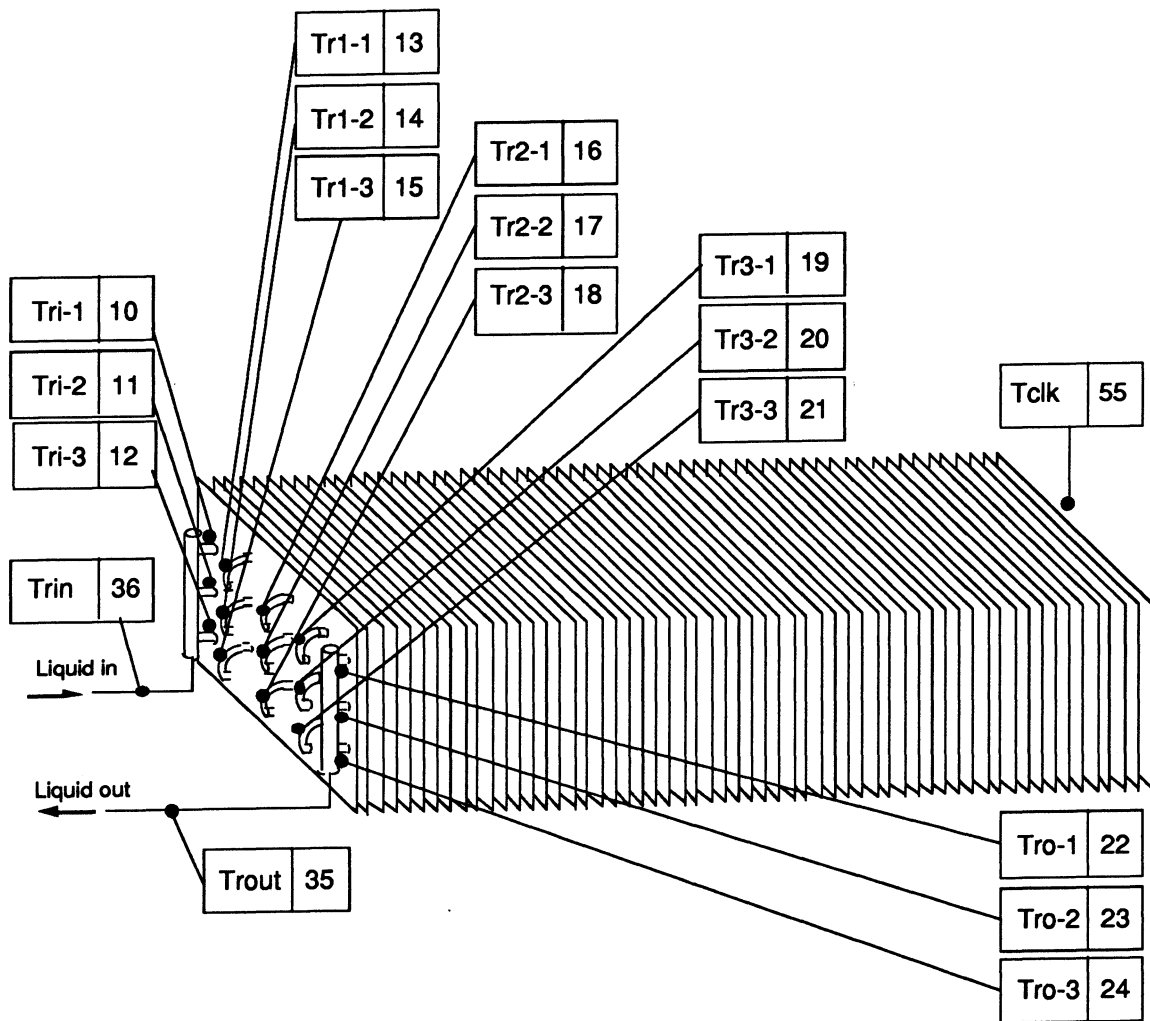 Tr1-1 13
Tr1-2 14
Tr1-3 15
Tr2-1 16
Tr2-2 17
Tr2-3 18
Tr3-1 19
Tr3-2 20
Tr3-3 21
Tri-1 10
Tri-2 11
Tri-3 12
Tclk 55
Trin 36
Liquid in
Liquid out
Trout 35
Tro-1 22
Tro-2 23
Tro-3 24